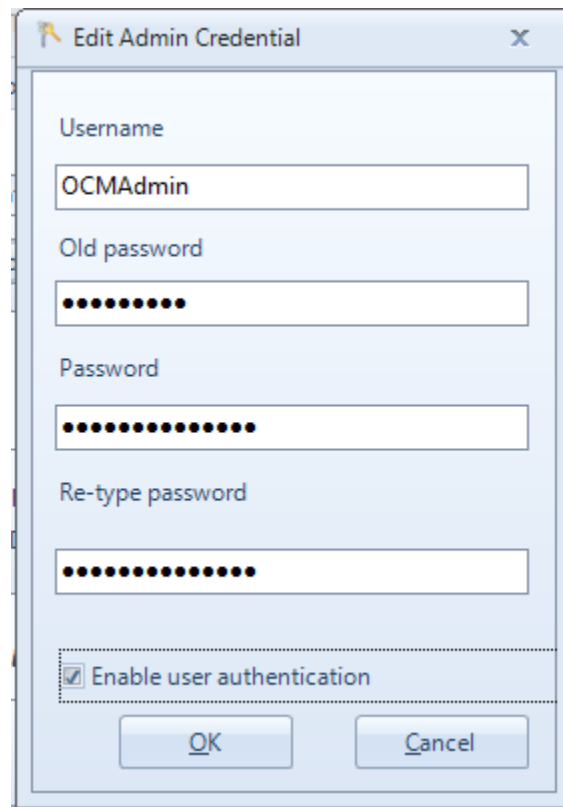 Edit Admin Credential
Username
OCMAdmin
Old password
•••••••••
Password
••••••••••••••
Re-type password
••••••••••••••
Enable user authentication
OK
Cancel